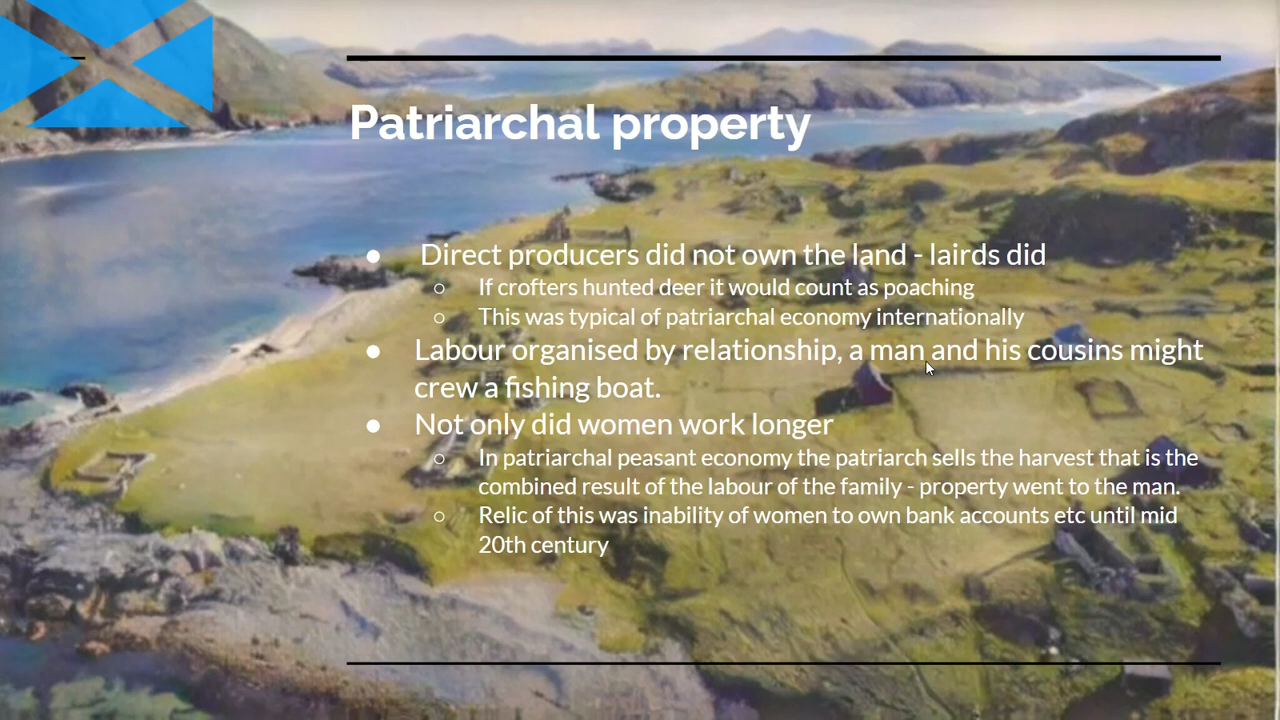 Patriarchal property
● Direct producers did not own the land - lairds did
○ If crofters hunted deer it would count as poaching
○ This was typical of patriarchal economy internationally
● Labour organised by relationship, a man and his cousins might
crew a fishing boat.
● Not only did women work longer
○ In patriarchal peasant economy the patriarch sells the harvest that is the
combined result of the labour of the family - property went to the man.
○ Relic of this was inability of women to own bank accounts etc until mid
20th century